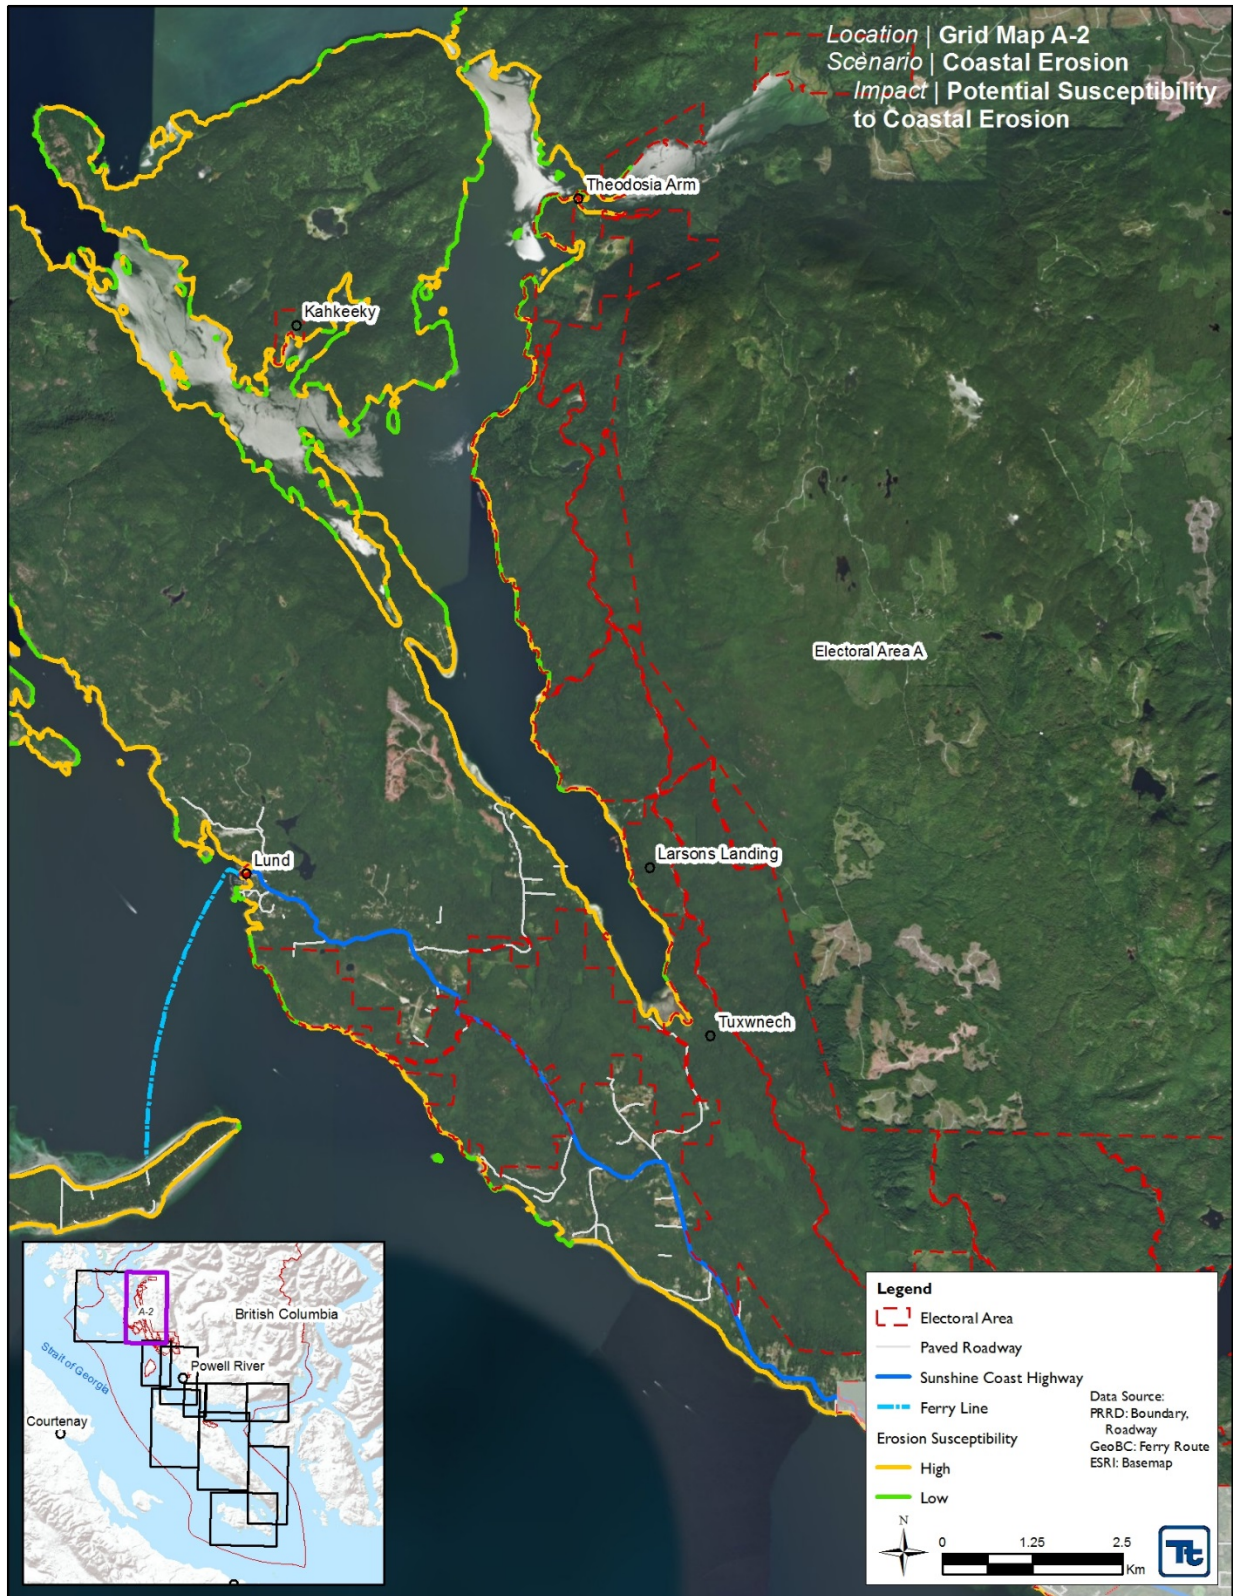 Location | Grid Map A-2
Scenario | Coastal Erosion
Impact | Potential Susceptibility
to Coastal Erosion
Theodosia Arm
Kahkeeky
Electoral Area A
Larsons Landing
Lund
Tuxwnech
A-2
British Columbia
Strait of Georgia
Powell River
Courtenay
Legend
Electoral Area
Paved Roadway
Sunshine Coast Highway
Ferry Line
Erosion Susceptibility
High
Low
Data Source:
PRRD: Boundary,
Roadway
GeoBC: Ferry Route
ESRI: Basemap
N
0 1.25 2.5
Km
Tt